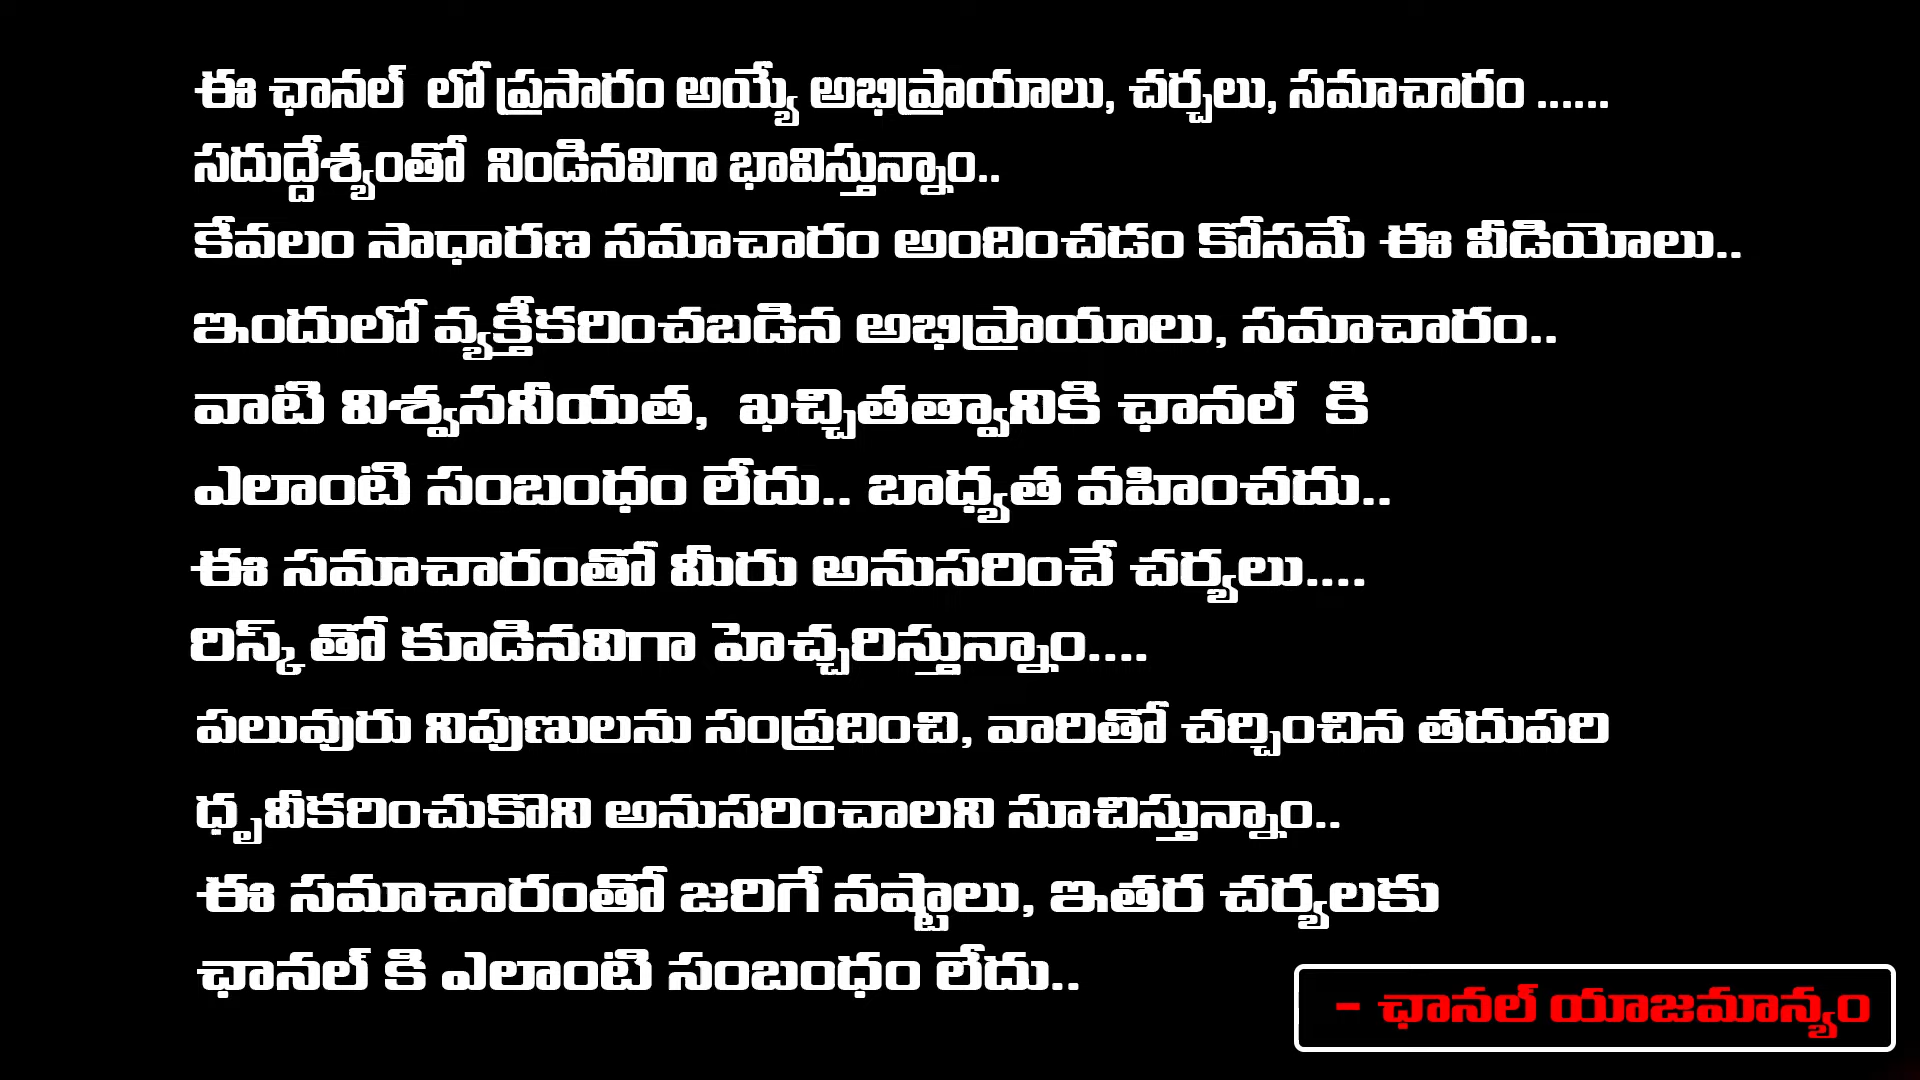 ఈ ఛానల్ లో ప్రసారం అయ్యే అభిప్రాయాలు, చర్చలు, సమాచారం ......
సదుద్దేశ్యంతో నిండినవిగా భావిస్తున్నాం..
కేవలం సాధారణ సమాచారం అందించడం కోసమే ఈ వీడియోలు..
ఇందులో వ్యక్తీకరించబడిన అభిప్రాయాలు, సమాచారం..
వాటి విశ్వసనీయత, ఖచ్చితత్వానికి ఛానల్ కి
ఎలాంటి సంబంధం లేదు.. బాధ్యత వహించదు..
ఈ సమాచారంతో మీరు అనుసరించే చర్యలు....
రిస్క్ తో కూడినవిగా హెచ్చరిస్తున్నాం....
పలువురు నిపుణులను సంప్రదించి, వారితో చర్చించిన తదుపరి
ధృవీకరించుకొని అనుసరించాలని సూచిస్తున్నాం..
ఈ సమాచారంతో జరిగే నష్టాలు, ఇతర చర్యలకు
ఛానల్ కి ఎలాంటి సంబంధం లేదు..
- ఛానల్ యాజమాన్యం